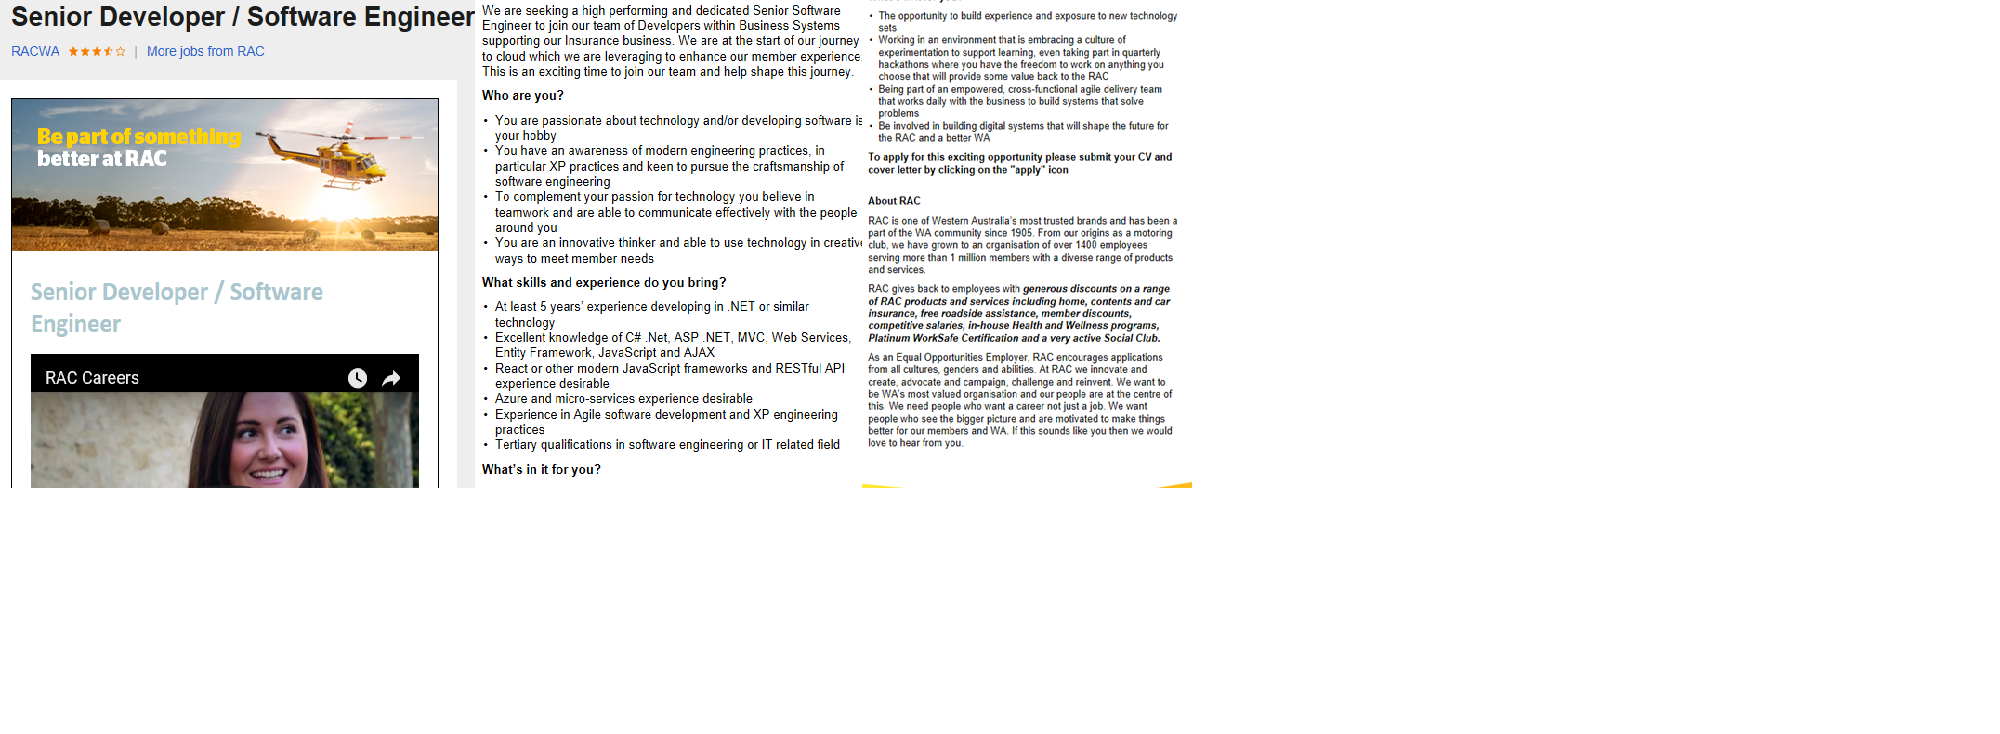 Senior Developer / Software Engineer
RACWA
| More jobs from RAC
Be part of something
better at RAC
Senior Developer / Software
Engineer
RAC Careers
We are seeking a high performing and dedicated Senior Software
Engineer to join our team of Developers within Business Systems
supporting our Insurance business. We are at the start of our journey
to cloud which we are leveraging to enhance our member experience.
This is an exciting time to join our team and help shape this journey.
Who are you?
• You are passionate about technology and/or developing software is
your hobby
• You have an awareness of modern engineering practices, in
particular XP practices and keen to pursue the craftsmanship of
software engineering
• To complement your passion for technology you believe in
teamwork and are able to communicate effectively with the people
around you
• You are an innovative thinker and able to use technology in creative
ways to meet member needs
What skills and experience do you bring?
• At least 5 years' experience developing in .NET or similar
technology
• Excellent knowledge of C# .Net, ASP .NET, MVC, Web Services,
Entity Framework, JavaScript and AJAX
• React or other modern JavaScript frameworks and RESTful API
experience desirable
• Azure and micro-services experience desirable
• Experience in Agile software development and XP engineering
practices
• Tertiary qualifications in software engineering or IT related field
What's in it for you?
• The opportunity to build experience and exposure to new technology
sets
• Working in an environment that is embracing a culture of
experimentation to support learning, even taking part in quarterly
hackathons where you have the freedom to work on anything you
choose that will provide some value back to the RAC
• Being part of an empowered, cross-functional agile delivery team
that works daily with the business to build systems that solve
problems
• Be involved in building digital systems that will shape the future for
the RAC and a better WA
To apply for this exciting opportunity please submit your CV and
cover letter by clicking on the "apply" icon
About RAC
RAC is one of Western Australia's most trusted brands and has been a
part of the WA community since 1905. From our origins as a motoring
club, we have grown to an organisation of over 1400 employees
serving more than 1 million members with a diverse range of products
and services.
RAC gives back to employees with generous discounts on a range
of RAC products and services including home, contents and car
insurance, free roadside assistance, member discounts,
competitive salaries, in-house Health and Wellness programs,
Platinum WorkSafe Certification and a very active Social Club.
As an Equal Opportunities Employer, RAC encourages applications
from all cultures, genders and abilities. At RAC we innovate and
create, advocate and campaign, challenge and reinvent. We want to
be WA's most valued organisation and our people are at the centre of
this. We need people who want a career not just a job. We want
people who see the bigger picture and are motivated to make things
better for our members and WA. If this sounds like you then we would
love to hear from you.